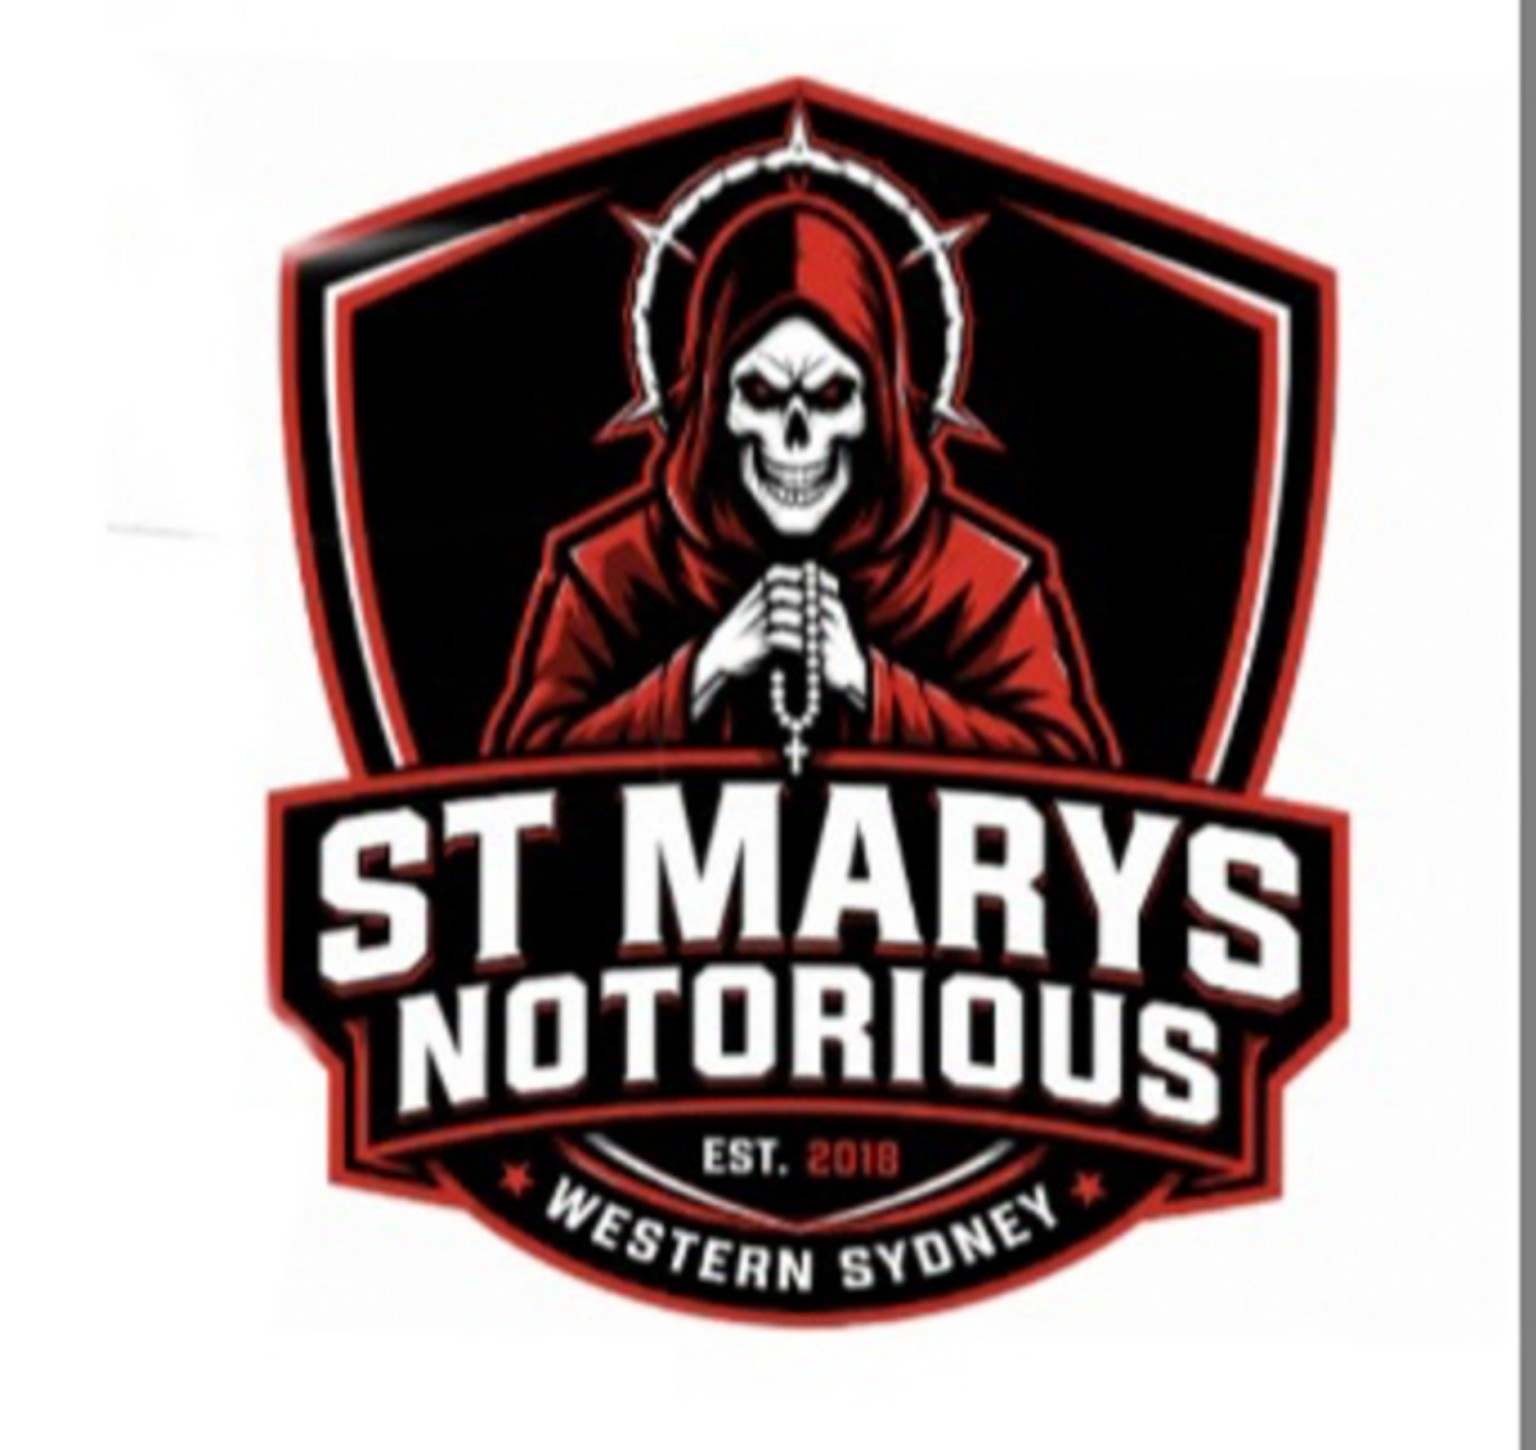 ST MARYS
NOTORIOUS
EST. 2018
WESTERN SYDNEY